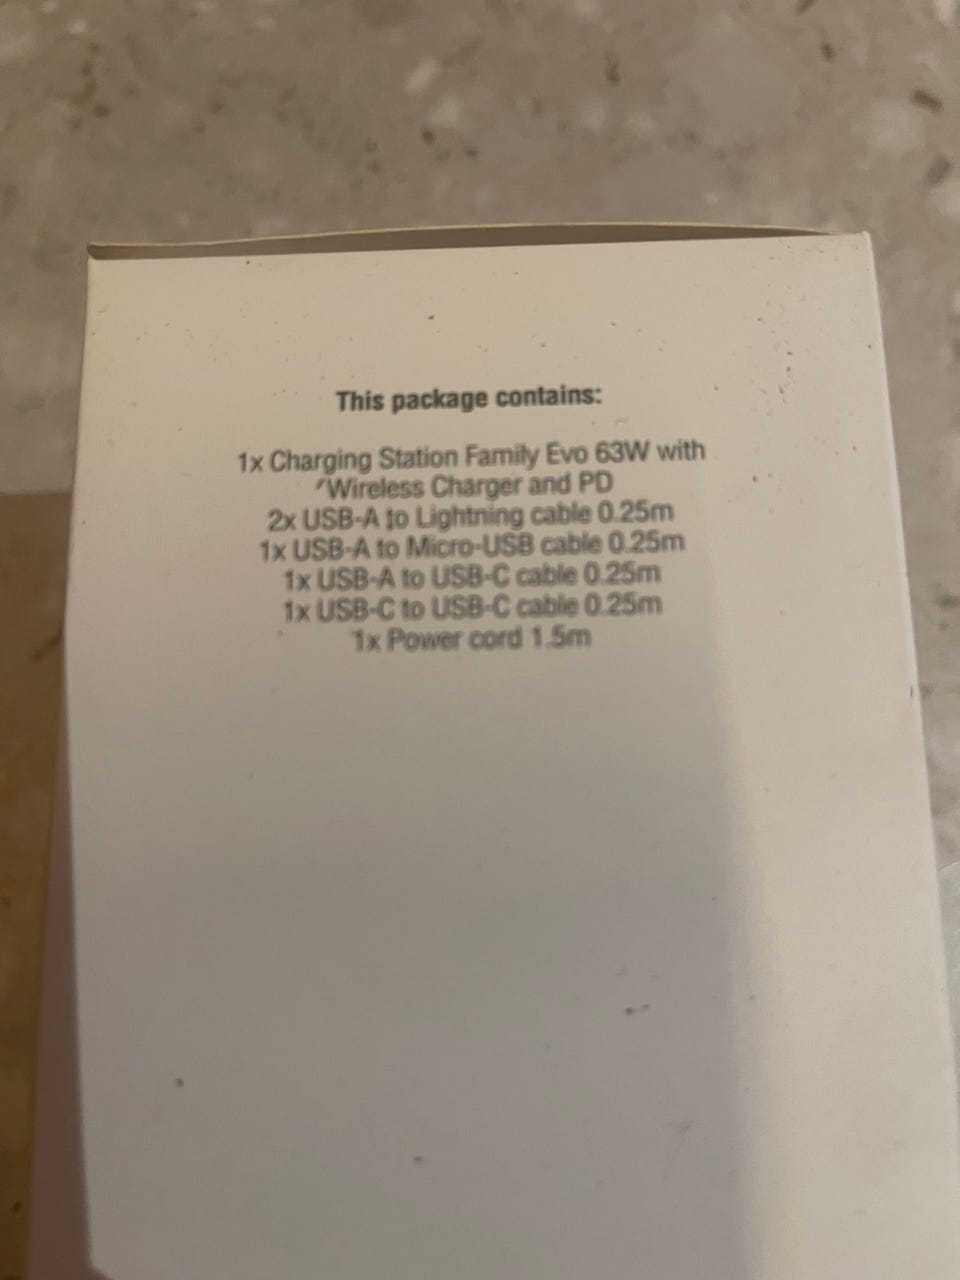 This package contains:
1x Charging Station Family Evo 63W with
Wireless Charger and PD
2x USB-A to Lightning cable 0.25m
1x USB-A to Micro-USB cable 0.25m
1x USB-A to USB-C cable 0.25m
1x USB-C to USB-C cable 0.25m
1x Power cord 1.5m